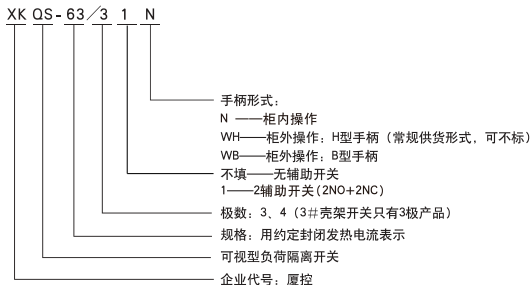 XKQS-63/3 1 N
手柄形式:
N ——柜内操作
WH——柜外操作: H型手柄 (常规供货形式, 可不标)
WB——柜外操作: B型手柄
不填——无辅助开关
1——2辅助开关(2NO+2NC)
极数: 3、4 (3#壳架开关只有3极产品)
规格: 用约定封闭发热电流表示
可视型负荷隔离开关
企业代号: 厦控